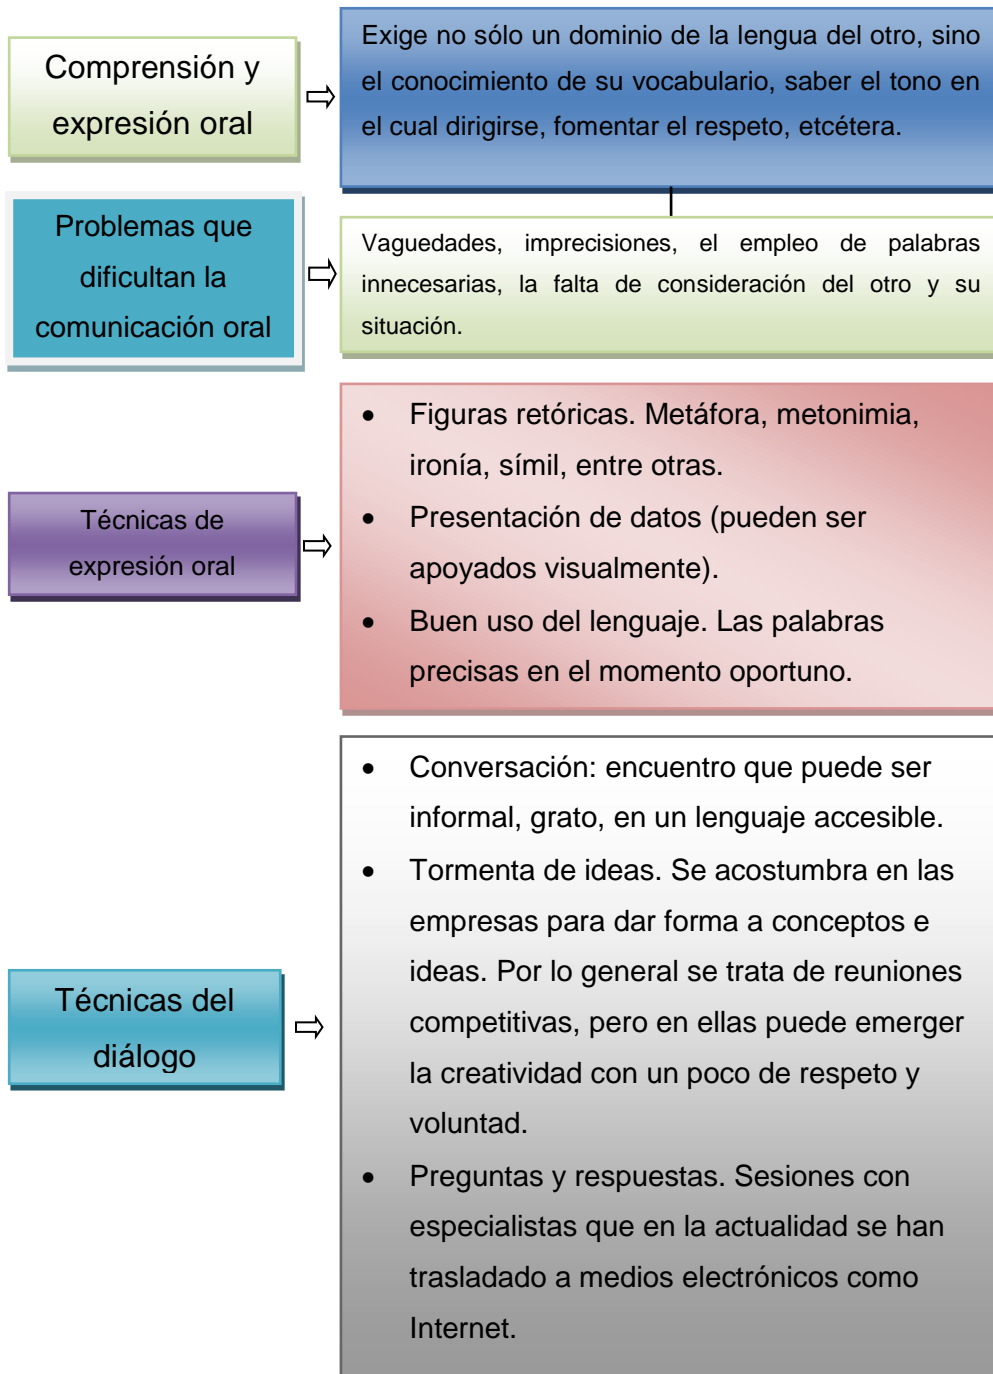 Comprensión y
expresión oral
Exige no sólo un dominio de la lengua del otro, sino
el conocimiento de su vocabulario, saber el tono en
el cual dirigirse, fomentar el respeto, etcétera.
Problemas que
dificultan la
comunicación oral
Vaguedades, imprecisiones, el empleo de palabras
innecesarias, la falta de consideración del otro y su
situación.
Técnicas de
expresión oral
• Figuras retóricas. Metáfora, metonimia,
ironía, símil, entre otras.
• Presentación de datos (pueden ser
apoyados visualmente).
• Buen uso del lenguaje. Las palabras
precisas en el momento oportuno.
Técnicas del
diálogo
• Conversación: encuentro que puede ser
informal, grato, en un lenguaje accesible.
• Tormenta de ideas. Se acostumbra en las
empresas para dar forma a conceptos e
ideas. Por lo general se trata de reuniones
competitivas, pero en ellas puede emerger
la creatividad con un poco de respeto y
voluntad.
• Preguntas y respuestas. Sesiones con
especialistas que en la actualidad se han
trasladado a medios electrónicos como
Internet.